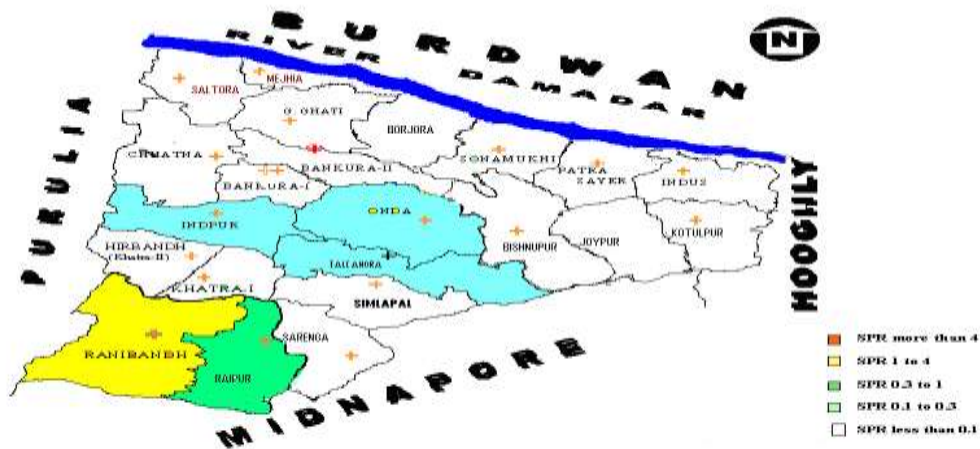 BURDWAN
RIVER DAMADAR
N
PURULIA
HOOGHLY
MIDNAPORE
SALTORA
MEJHIA
G.GHATI
BORJORA
CHHATNA
BANKURA-II
BANKURA-I
SONAMUKHI
PATRA
SAYER
INDUS
INDPUR
ONDA
BISHNUPUR
JOYPUR
KOTULPUR
HIRBANDH
(Khatra-II)
KHATRA-I
TALDANGRA
SIMLAPAL
RANIBANDH
RAIPUR
SARENGA
SPR more than 4
SPR 1 to 4
SPR 0.3 to 1
SPR 0.1 to 0.3
SPR less than 0.1